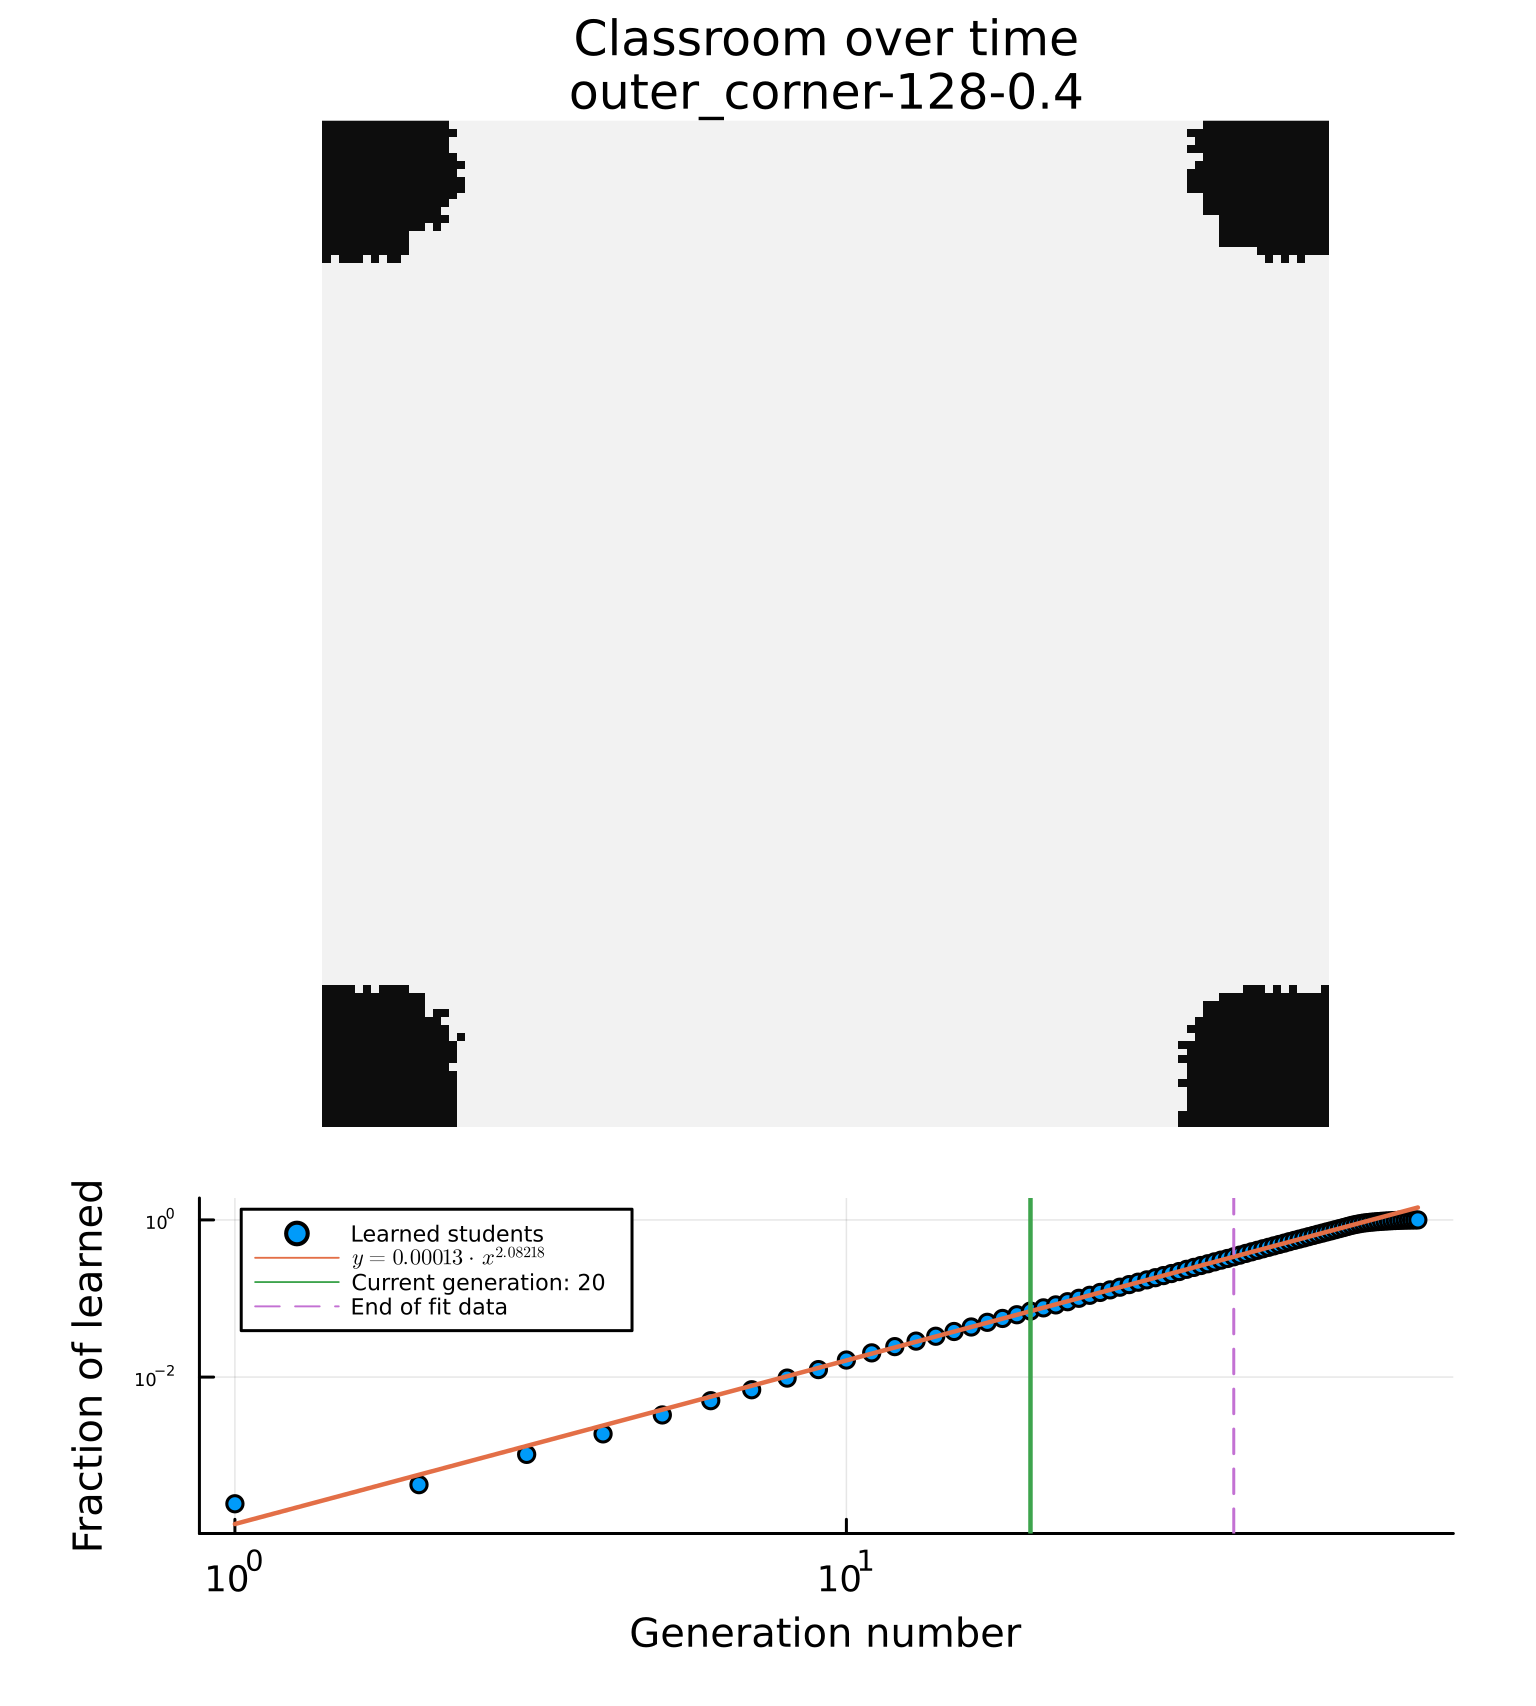 Classroom over time
outer_corner-128-0.4
Fraction of learned
10^0
10^−2
Learned students
y = 0.00013 · x^2.08218
Current generation: 20
End of fit data
10^0
10^1
Generation number